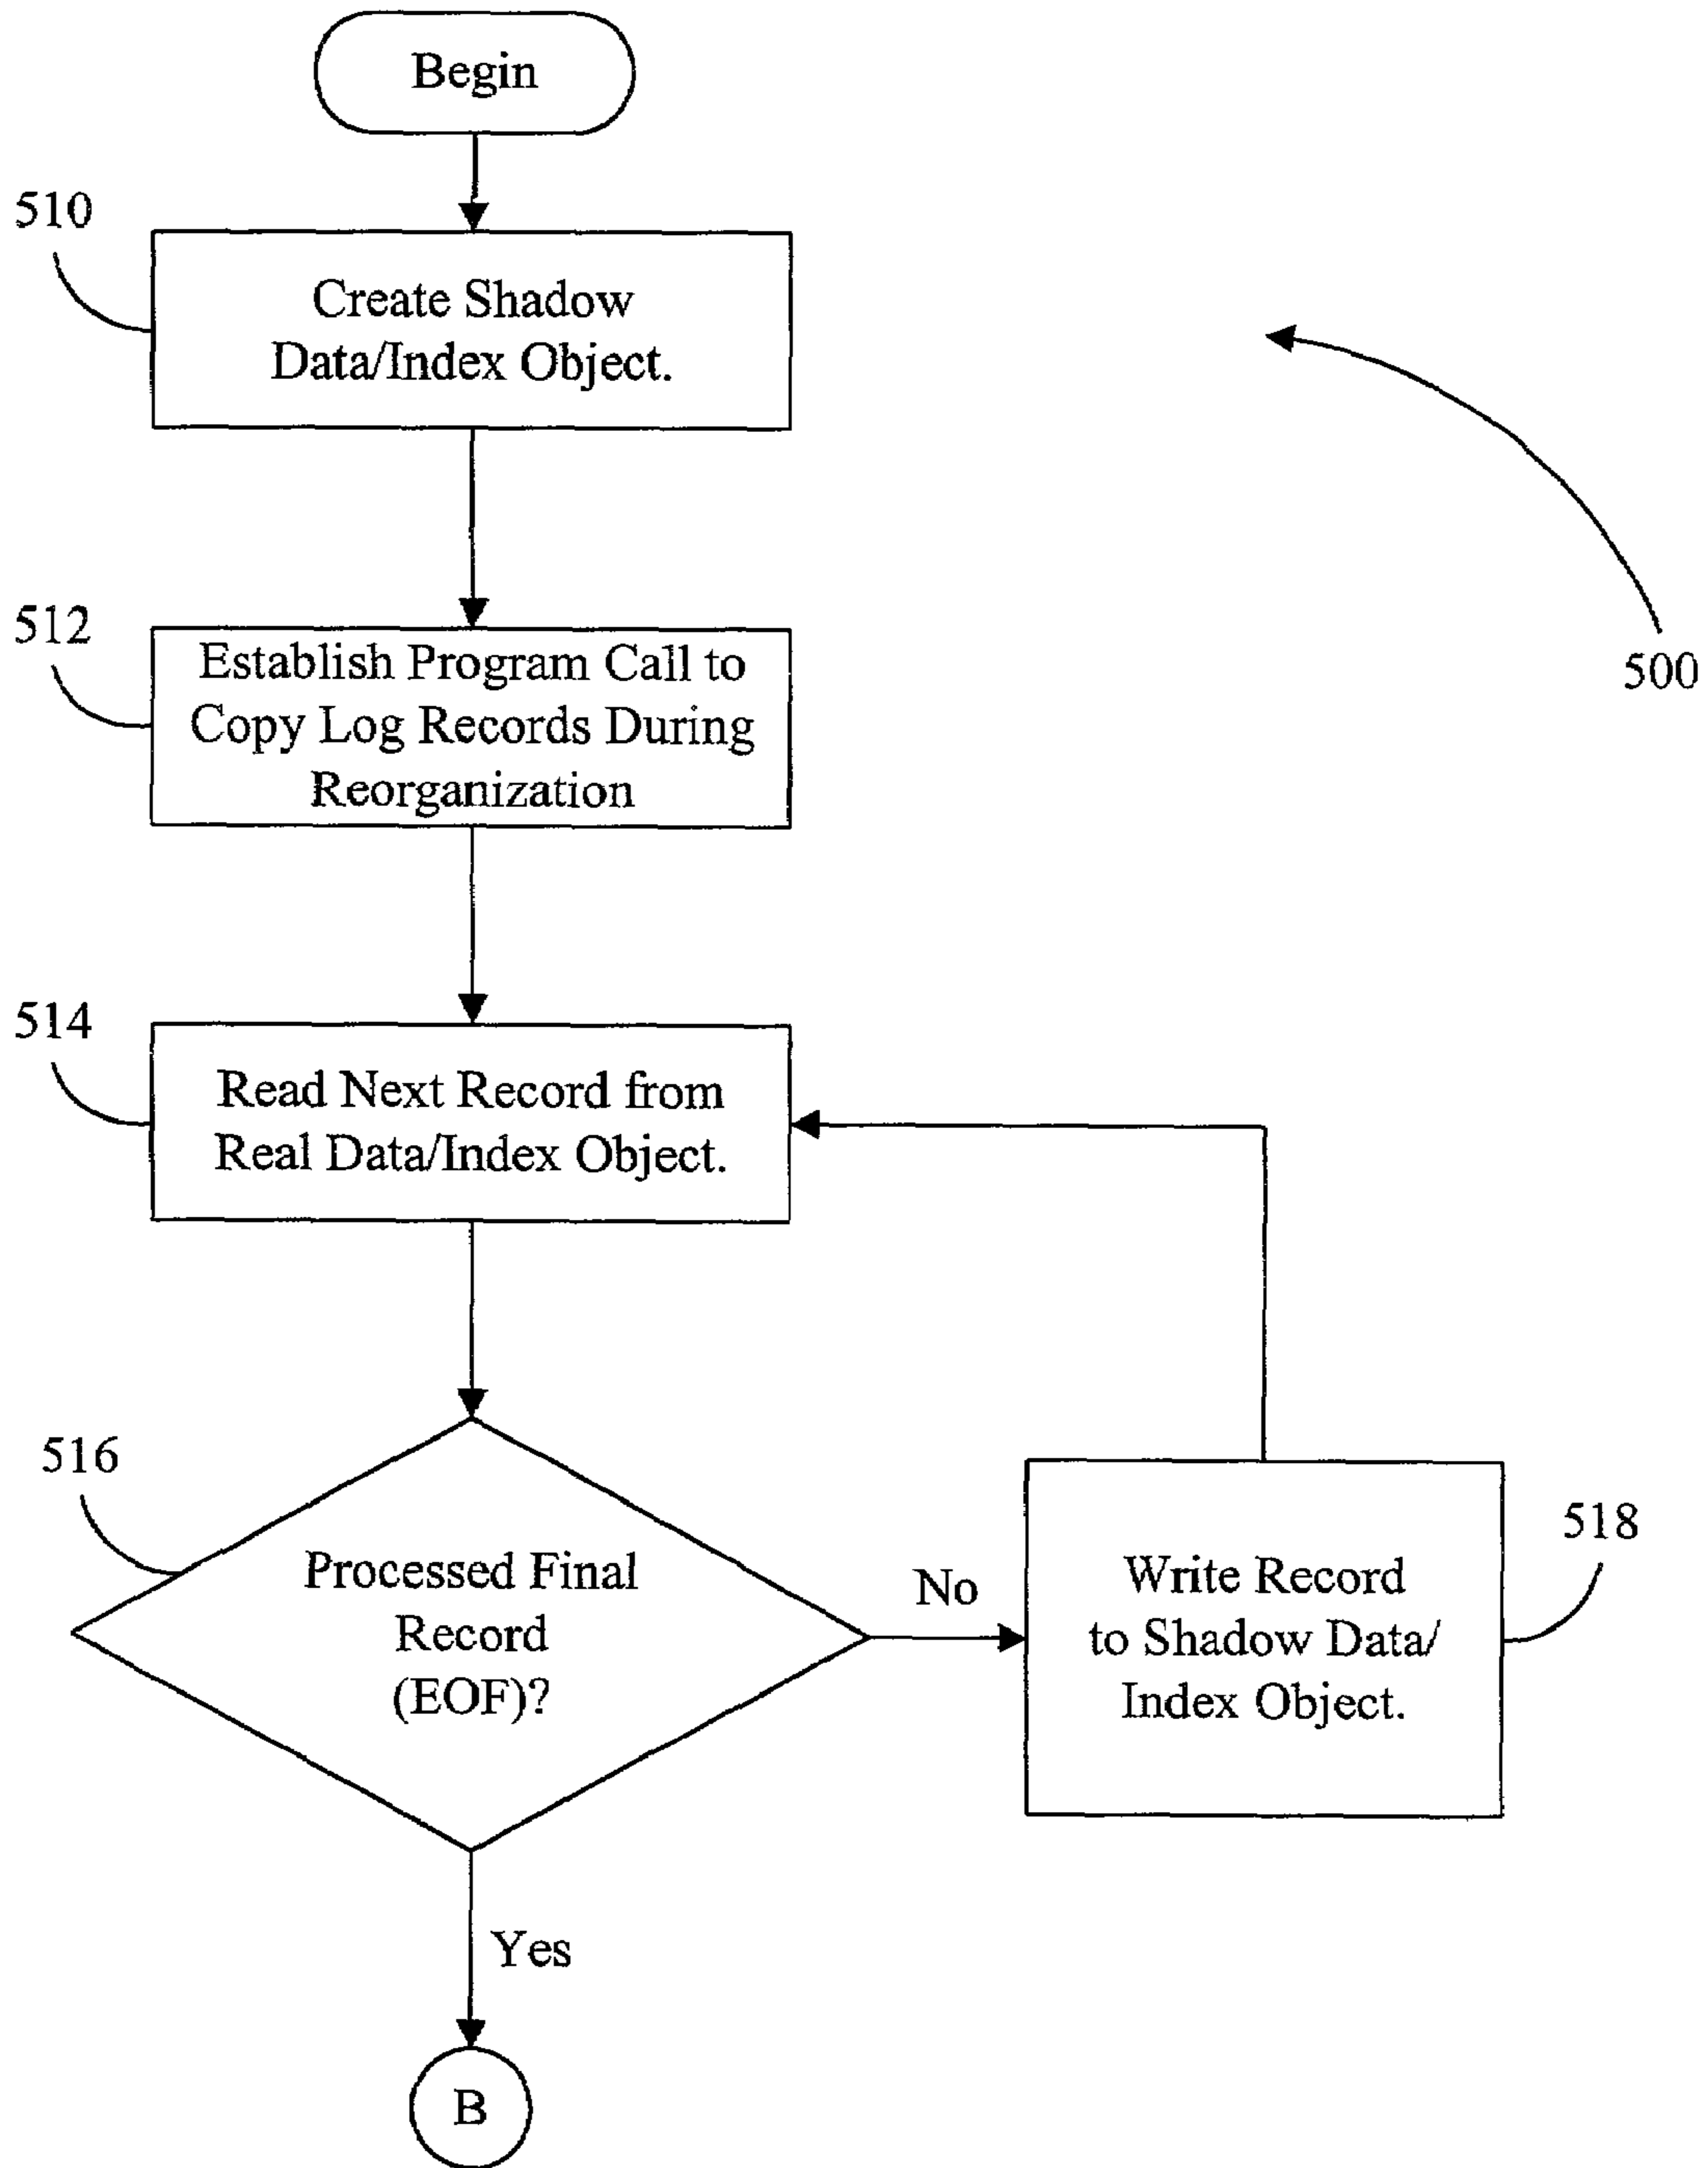 Begin
510
Create Shadow
Data/Index Object.
512
Establish Program Call to
Copy Log Records During
Reorganization
500
514
Read Next Record from
Real Data/Index Object.
516
Processed Final
Record
(EOF)?
No
Write Record
to Shadow Data/
Index Object.
518
Yes
B